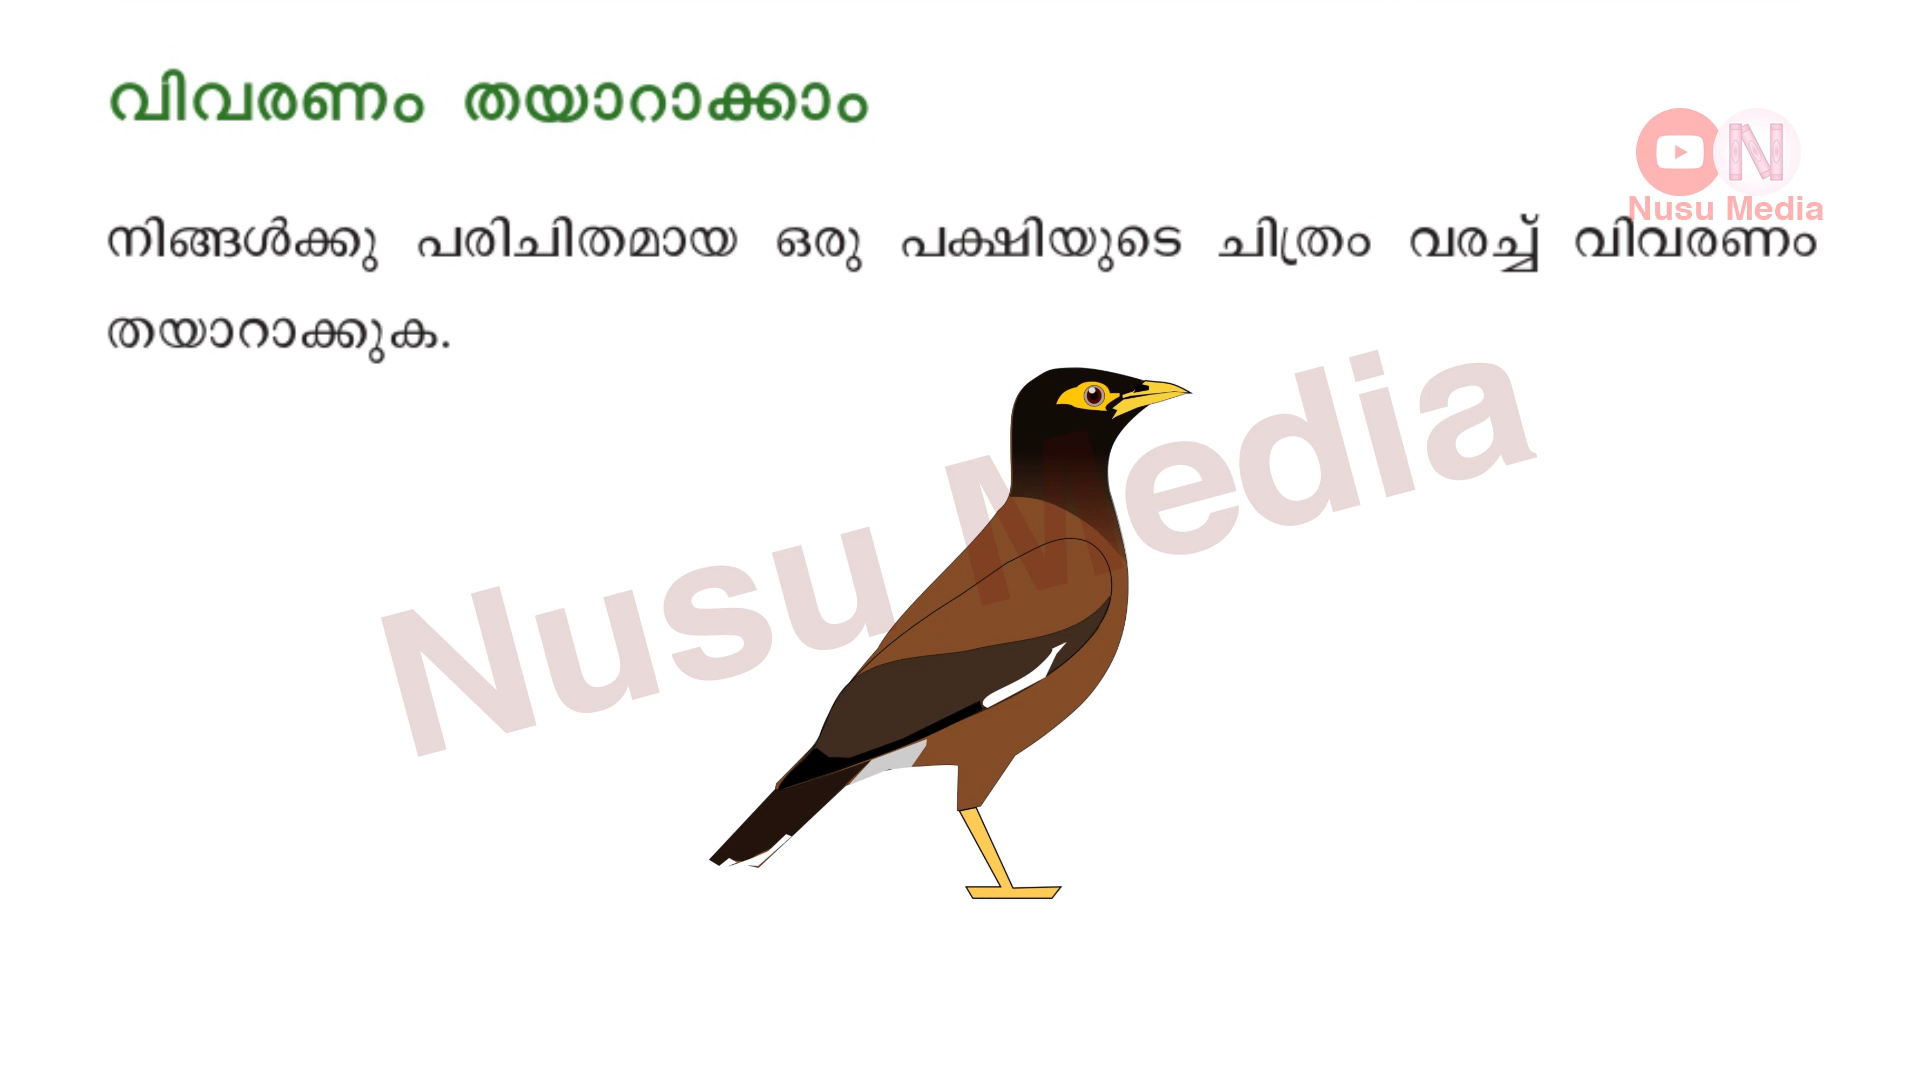 വിവരണം തയാറാക്കാം
Nusu Media
നിങ്ങൾക്കു പരിചിതമായ ഒരു പക്ഷിയുടെ ചിത്രം വരച്ച് വിവരണം
തയാറാക്കുക.
Nusu Media